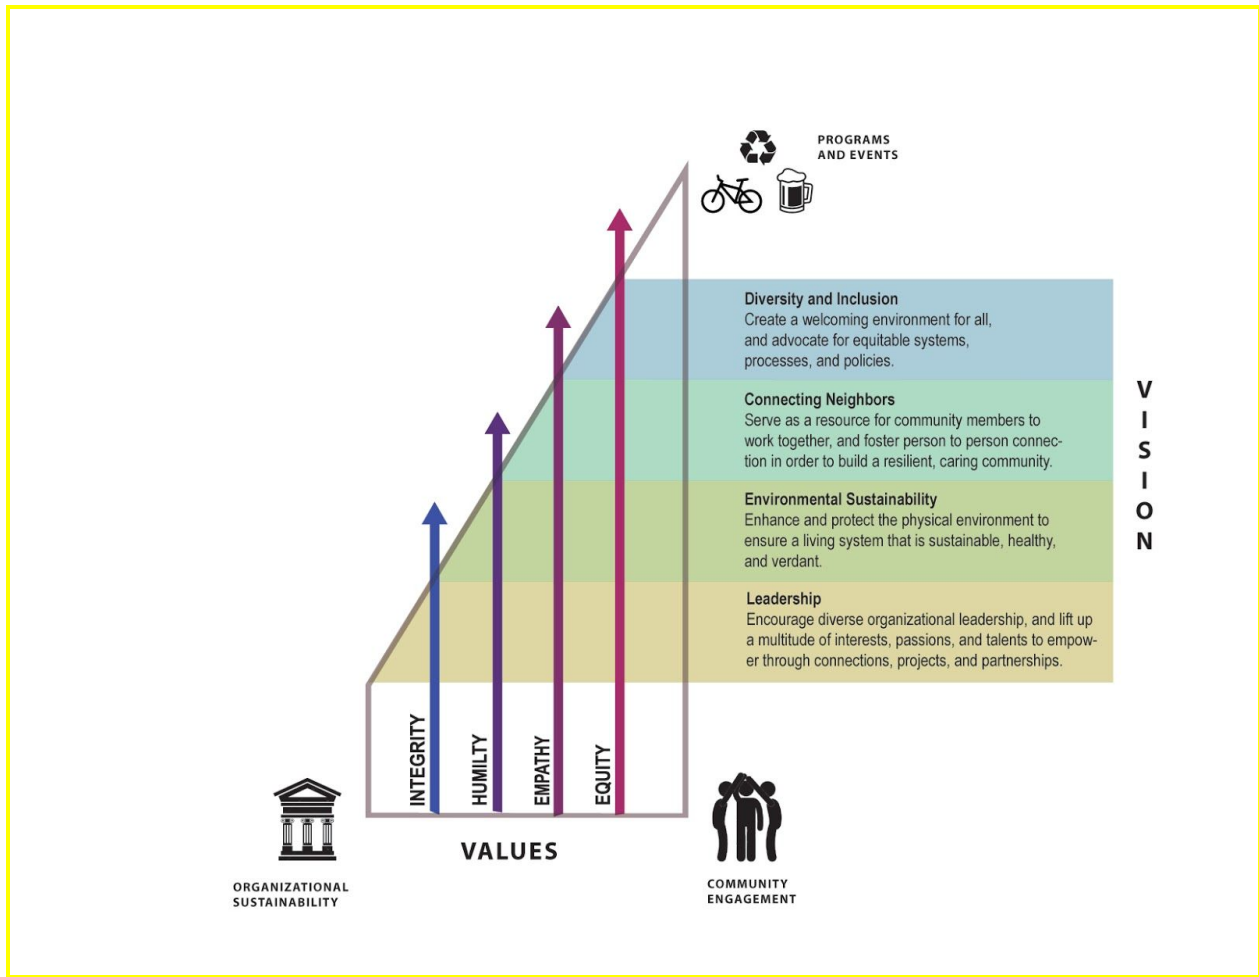 PROGRAMS
AND EVENTS
Diversity and Inclusion
Create a welcoming environment for all,
and advocate for equitable systems,
processes, and policies.
Connecting Neighbors
Serve as a resource for community members to
work together, and foster person to person connec-
tion in order to build a resilient, caring community.
Environmental Sustainability
Enhance and protect the physical environment to
ensure a living system that is sustainable, healthy,
and verdant.
Leadership
Encourage diverse organizational leadership, and lift up
a multitude of interests, passions, and talents to empow-
er through connections, projects, and partnerships.
VISION
INTEGRITY
HUMILTY
EMPATHY
EQUITY
VALUES
ORGANIZATIONAL
SUSTAINABILITY
COMMUNITY
ENGAGEMENT